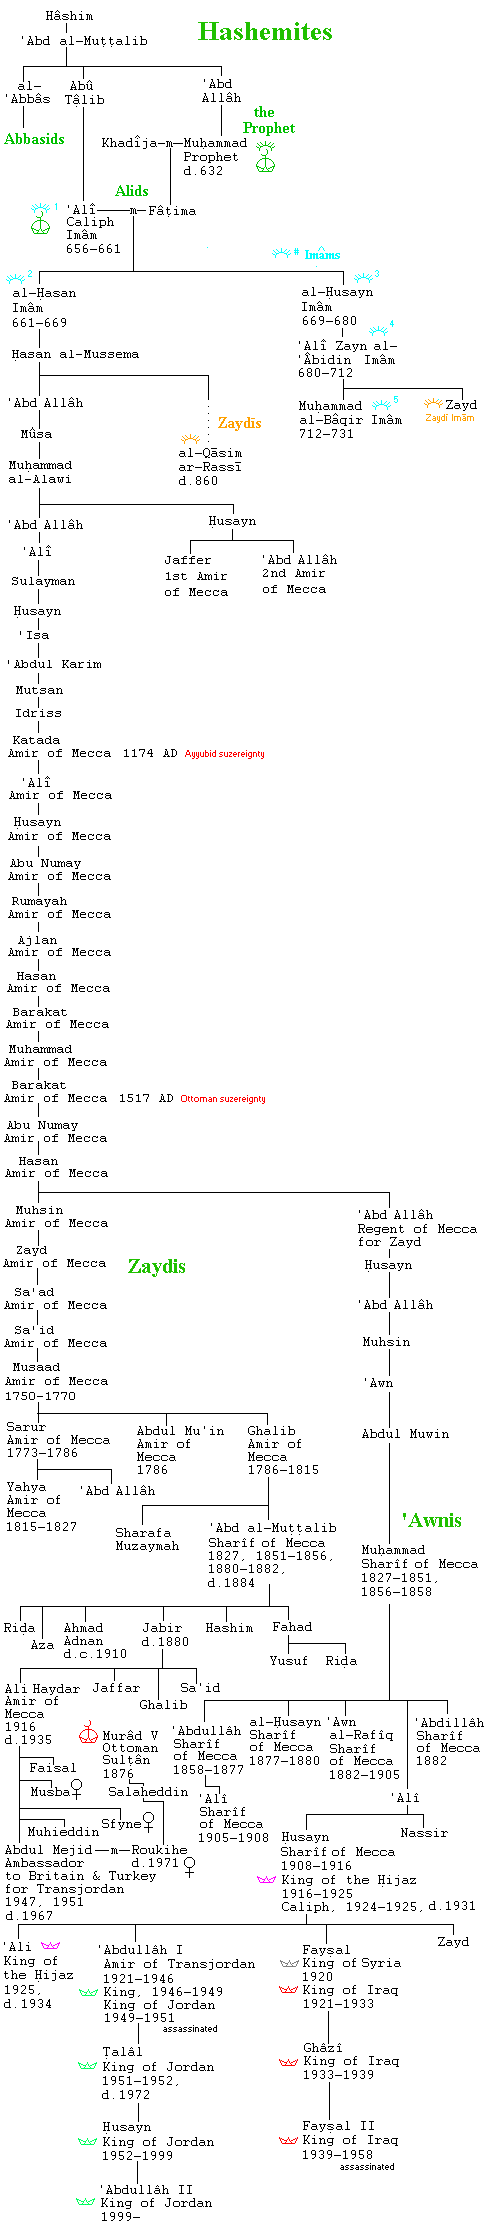 Hâshim
Hashemites
'Abd al-Muṭṭalib
al-
'Abbâs
Abû
Ṭâlib
'Abd
Allâh
Abbasids
the
Prophet
Khadîja-m-Muḥammad
Prophet
d.632
Alids
1
'Alî-m-Fâṭima
Caliph
Imâm
656-661
# Imâms
2
al-Ḥasan
Imâm
661-669
3
al-Ḥusayn
Imâm
669-680
4
Ḥasan al-Mussema
'Alî Zayn al-
'Âbidin Imâm
680-712
'Abd Allâh
Muḥammad
al-Bâqir Imâm
712-731
5
Zayd
Zaydī Imām
Zaydīs
Mûsa
al-Qāsim
ar-Rassī
d.860
Muḥammad
al-Alawi
'Abd Allâh
Ḥusayn
'Alî
Jaffer
1st Amir
of Mecca
'Abd Allâh
2nd Amir
of Mecca
Sulayman
Ḥusayn
'Isa
'Abdul Karim
Mutsan
Idriss
Katada
Amir of Mecca 1174 AD Ayyubid suzereignty
'Alî
Amir of Mecca
Ḥusayn
Amir of Mecca
Abu Numay
Amir of Mecca
Rumayah
Amir of Mecca
Ajlan
Amir of Mecca
Hasan
Amir of Mecca
Barakat
Amir of Mecca
Muhammad
Amir of Mecca
Barakat
Amir of Mecca 1517 AD Ottoman suzereignty
Abu Numay
Amir of Mecca
Hasan
Amir of Mecca
Muhsin
Amir of Mecca
'Abd Allâh
Regent of Mecca
for Zayd
Zayd
Amir of Mecca
Zaydis
Ḥusayn
Sa'ad
Amir of Mecca
'Abd Allâh
Sa'id
Amir of Mecca
Muhsin
Musaad
Amir of Mecca
1750-1770
'Awn
Sarur
Amir of Mecca
1773-1786
Abdul Mu'in
Amir of
Mecca
1786
Ghalib
Amir of
Mecca
1786-1815
Abdul Muwin
Yahya
Amir of
Mecca
1815-1827
'Abd Allâh
Sharafa
Muzaymah
'Abd al-Muṭṭalib
Sharîf of Mecca
1827, 1851-1856,
1880-1882,
d.1884
'Awnis
Muḥammad
Sharîf of Mecca
1827-1851,
1856-1858
Riḍa
Aza
Ahmad
Adnan
d.c.1910
Jabir
d.1880
Hashim
Fahad
Yusuf
Riḍa
Ali Haydar
Amir of
Mecca
1916
d.1935
Jaffar
Ghalib
Sa'id
Murâd V
Ottoman
Sultân
1876
'Abdullâh
Sharîf
of Mecca
1858-1877
al-Ḥusayn
Sharîf
of Mecca
1877-1880
'Awn
al-Rafîq
Sharîf
of Mecca
1882-1905
'Abdillâh
Sharîf
of Mecca
1882
Faisal
Musba
Salaheddin
'Alî
Sharîf
of Mecca
1905-1908
'Alî
Sfyne
Muhieddin
Nassir
Abdul Mejid-m-Roukihe
d.1971
Ambassador
to Britain & Turkey
for Transjordan
1947, 1951
d.1967
Ḥusayn
Sharîf of Mecca
1908-1916
King of the Hijaz
1916-1925
Caliph, 1924-1925, d.1931
'Ali
King of
the Ḥijaz
1925,
d.1934
'Abdullâh I
Amir of Transjordan
1921-1946
King, 1946-1949
King of Jordan
1949-1951
assassinated
Fayṣal
King of Syria
1920
King of Iraq
1921-1933
Zayd
Ṭalâl
King of Jordan
1951-1952,
d.1972
Ghâzî
King of Iraq
1933-1939
Husayn
King of Jordan
1952-1999
Fayṣal II
King of Iraq
1939-1958
assassinated
'Abdullâh II
King of Jordan
1999-